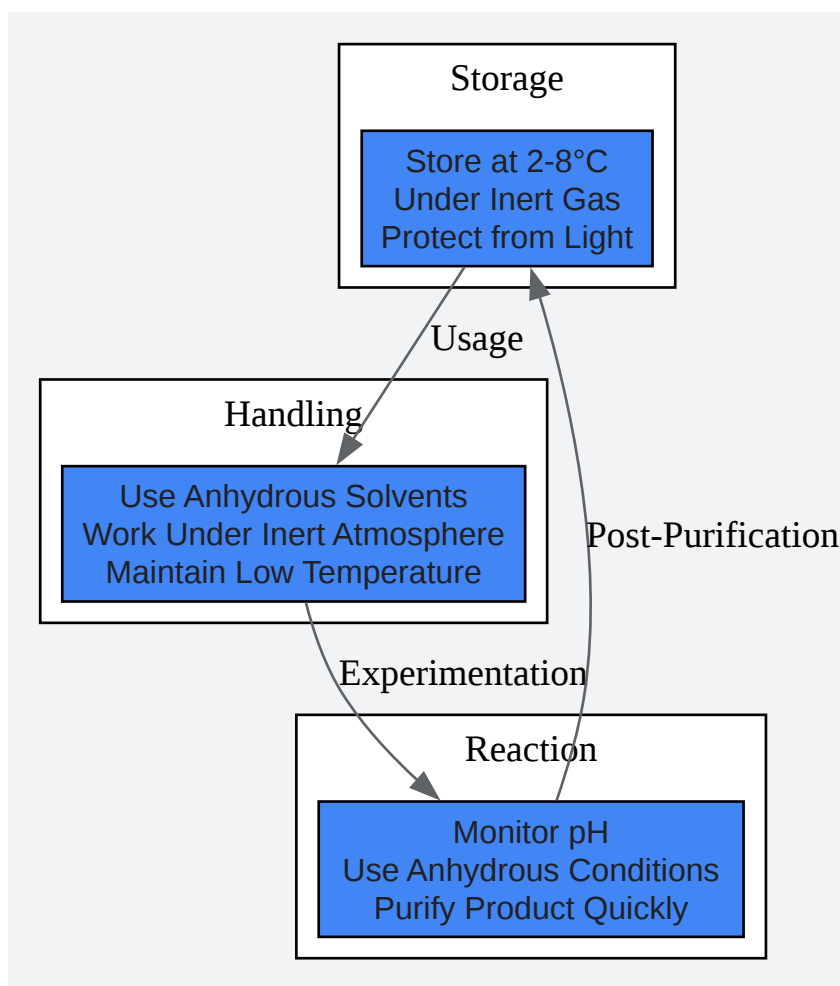 Storage
Store at 2-8°C
Under Inert Gas
Protect from Light
Usage
Handling
Use Anhydrous Solvents
Work Under Inert Atmosphere
Maintain Low Temperature
Post-Purification
Experimentation
Reaction
Monitor pH
Use Anhydrous Conditions
Purify Product Quickly